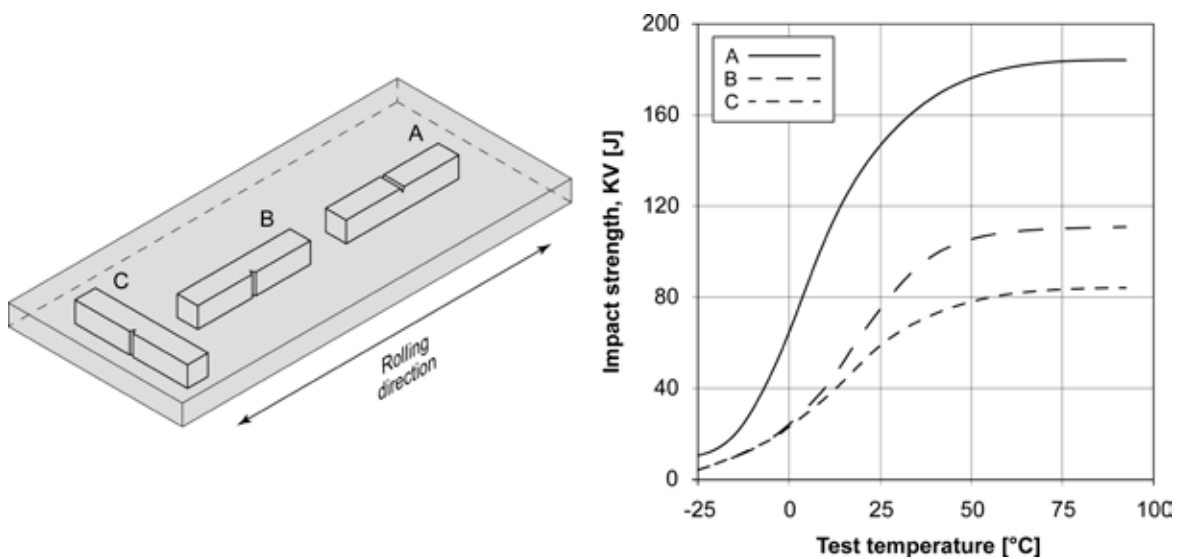 A
B
C
Rolling
direction
200
160
120
80
40
0
-25
0
25
50
75
100
A
B
C
Impact strength, KV [J]
Test temperature [°C]